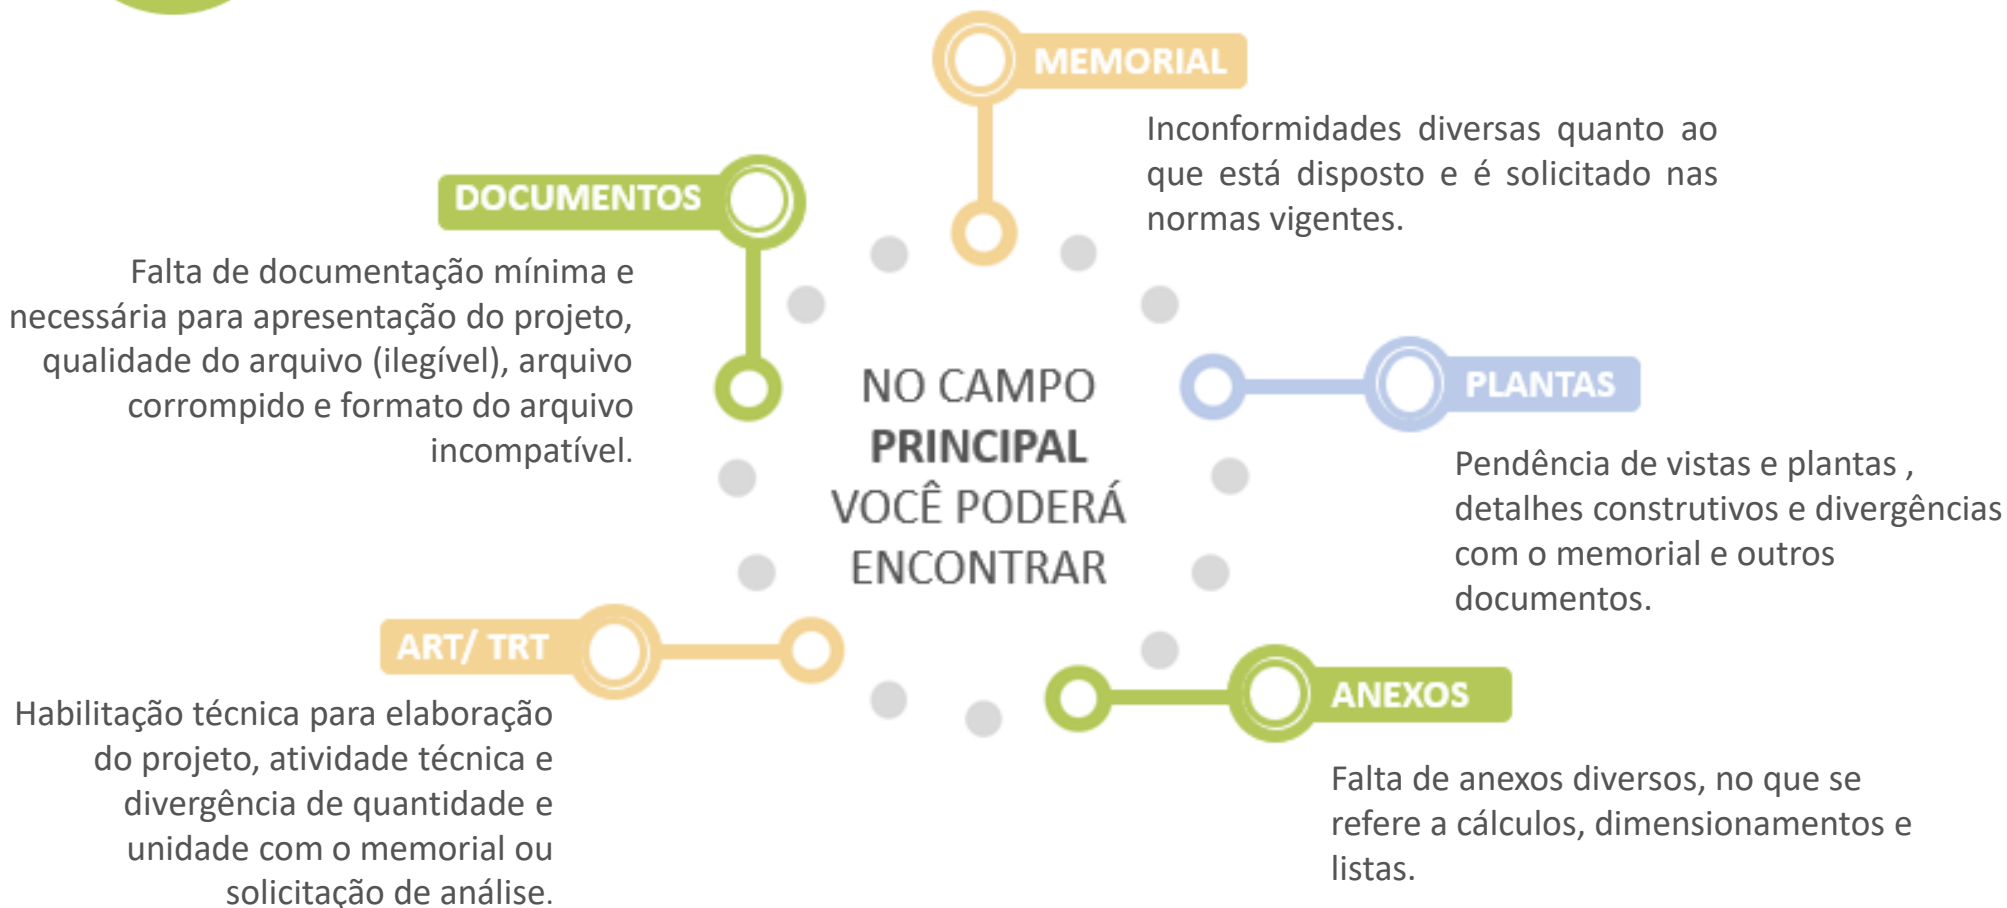 MEMORIAL
Inconformidades diversas quanto ao
que está disposto e é solicitado nas
normas vigentes.
DOCUMENTOS
Falta de documentação mínima e
necessária para apresentação do projeto,
qualidade do arquivo (ilegível), arquivo
corrompido e formato do arquivo
incompatível.
NO CAMPO
PRINCIPAL
VOCÊ PODERÁ
ENCONTRAR
PLANTAS
Pendência de vistas e plantas ,
detalhes construtivos e divergências
com o memorial e outros
documentos.
ART/ TRT
Habilitação técnica para elaboração
do projeto, atividade técnica e
divergência de quantidade e
unidade com o memorial ou
solicitação de análise.
ANEXOS
Falta de anexos diversos, no que se
refere a cálculos, dimensionamentos e
listas.